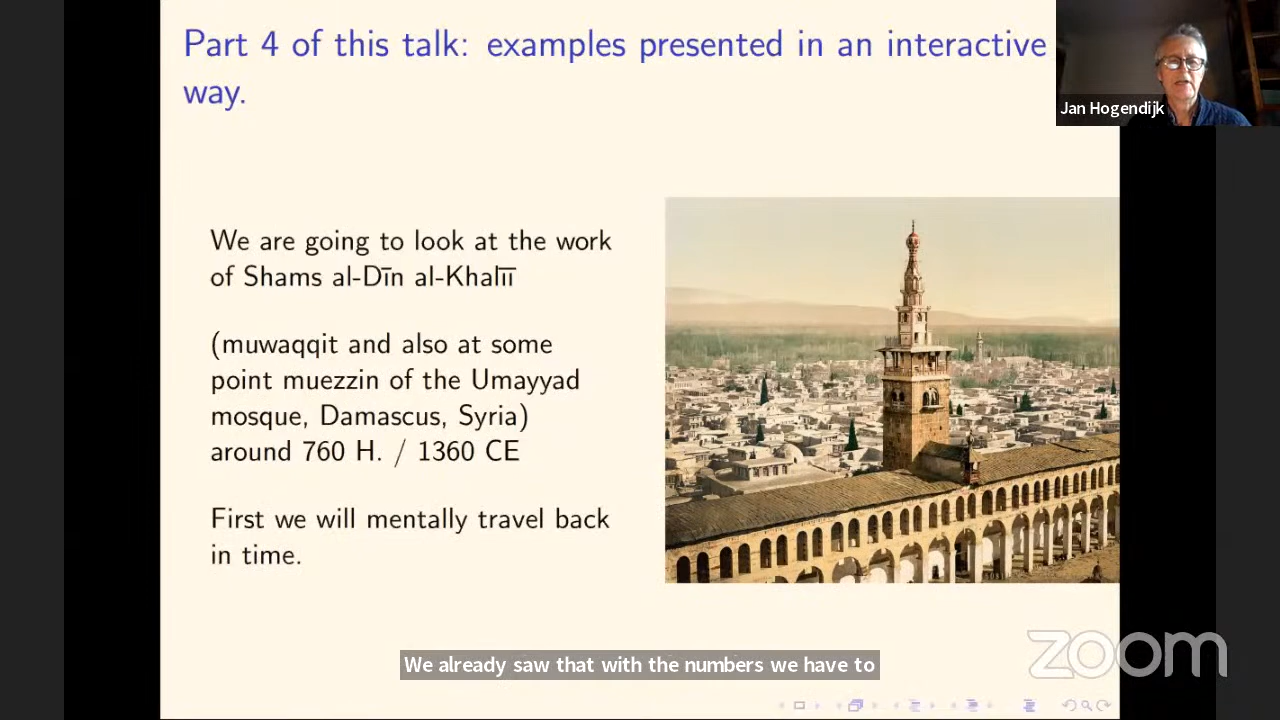 Part 4 of this talk: examples presented in an interactive
way.
Jan Hogendijk
We are going to look at the work
of Shams al-Dīn al-Khalīī
(muwaqqit and also at some
point muezzin of the Umayyad
mosque, Damascus, Syria)
around 760 H. / 1360 CE
First we will mentally travel back
in time.
We already saw that with the numbers we have to
zoom